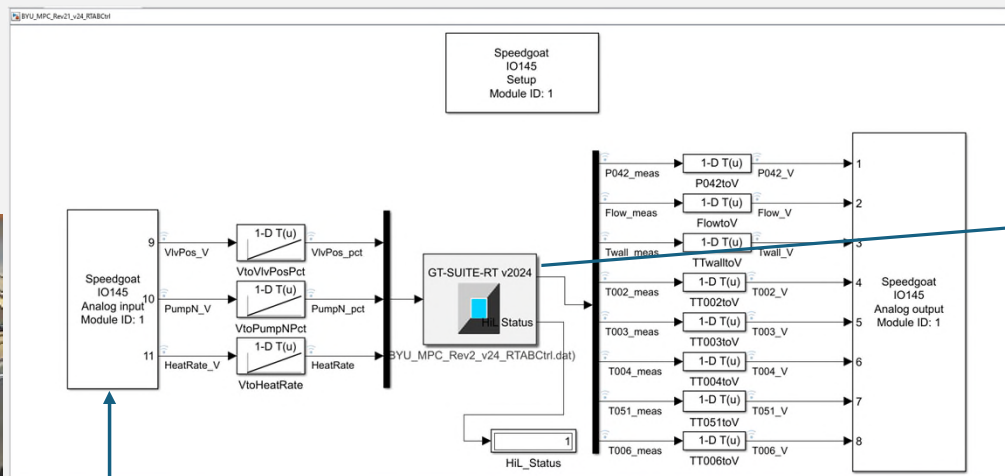 BYU_MPC_Rev21_v24_RTABCtrl
Speedgoat
IO145
Setup
Module ID: 1
Speedgoat
IO145
Analog input
Module ID: 1
9
VlvPos_V
1-D T(u)
VtoVlvPosPct
VlvPos_pct
10
PumpN_V
1-D T(u)
VtoPumpNPct
PumpN_pct
11
HeatRate_V
1-D T(u)
VtoHeatRate
HeatRate
GT-SUITE-RT v2024
HiL Status
BYU_MPC_Rev2_v24_RTABCtrl.dat)
1
HiL_Status
P042_meas
1-D T(u)
P042toV
P042_V
1
Flow_meas
1-D T(u)
FlowtoV
Flow_V
2
Twall_meas
1-D T(u)
TTwalltoV
Twall_V
3
T002_meas
1-D T(u)
TT002toV
T002_V
4
T003_meas
1-D T(u)
TT003toV
T003_V
5
T004_meas
1-D T(u)
TT004toV
T004_V
6
T051_meas
1-D T(u)
TT051toV
T051_V
7
T006_meas
1-D T(u)
TT006toV
T006_V
8
Speedgoat
IO145
Analog output
Module ID: 1